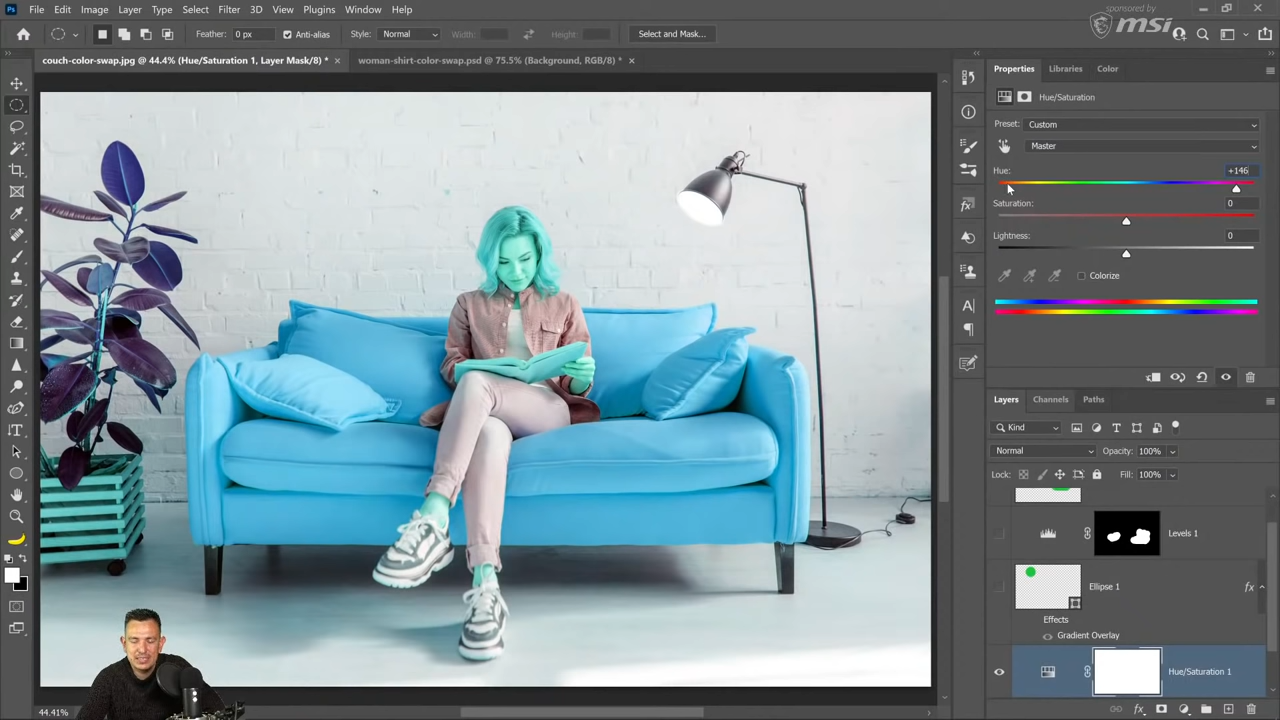 sponsored by
msi
Ps File Edit Image Layer Type Select Filter 3D View Plugins Window Help
Feather: 0 px Anti-alias Style: Normal Width: Height: Select and Mask...
couch-color-swap.jpg @ 44.4% (Hue/Saturation 1, Layer Mask/8) * × woman-shirt-color-swap.psd @ 75.5% (Background, RGB/8) * ×
Properties Libraries Color
Hue/Saturation
Preset: Custom
Master
Hue: +146
Saturation: 0
Lightness: 0
Colorize
Layers Channels Paths
Kind
Normal Opacity: 100%
Lock: Fill: 100%
Levels 1
Ellipse 1 fx
Effects
Gradient Overlay
Hue/Saturation 1
44.41%